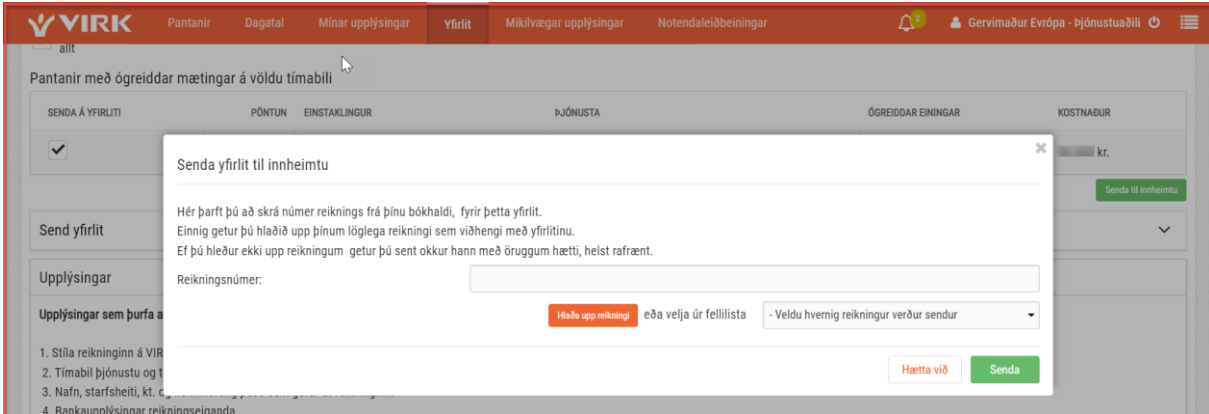 VIRK Pantanir Dagatal Mínar upplýsingar Yfirlit Mikilvægar upplýsingar Notendaleiðbeiningar 2 Gervimaður Evrópa - Þjónustuaðili
allt
Pantanir með ógreiddar mætingar á völdu tímabili
SENDA Á YFIRLITI PÖNTUN EINSTAKLINGUR ÞJÓNUSTA ÓGREIDDAR EININGAR KOSTNAÐUR
kr.
Senda til innheimtu
Senda yfirlit til innheimtu
Hér þarft þú að skrá númer reiknings frá þínu bókhaldi, fyrir þetta yfirlit.
Einnig getur þú hlaðið upp þínum löglega reikningi sem viðhengi með yfirlitinu.
Ef þú hleður ekki upp reikningum getur þú sent okkur hann með öruggum hætti, helst rafrænt.
Reikningsnúmer:
Hlaða upp reikningi eða velja úr fellilista - Veldu hvernig reikningur verður sendur
Hætta við Senda
Send yfirlit
Upplýsingar
Upplýsingar sem þurfa a
1. Stíla reikninginn á VIR
2. Tímabil þjónustu og t
3. Nafn, starfsheiti, kt. o
4. Bankaupplýsingar reikningseiganda